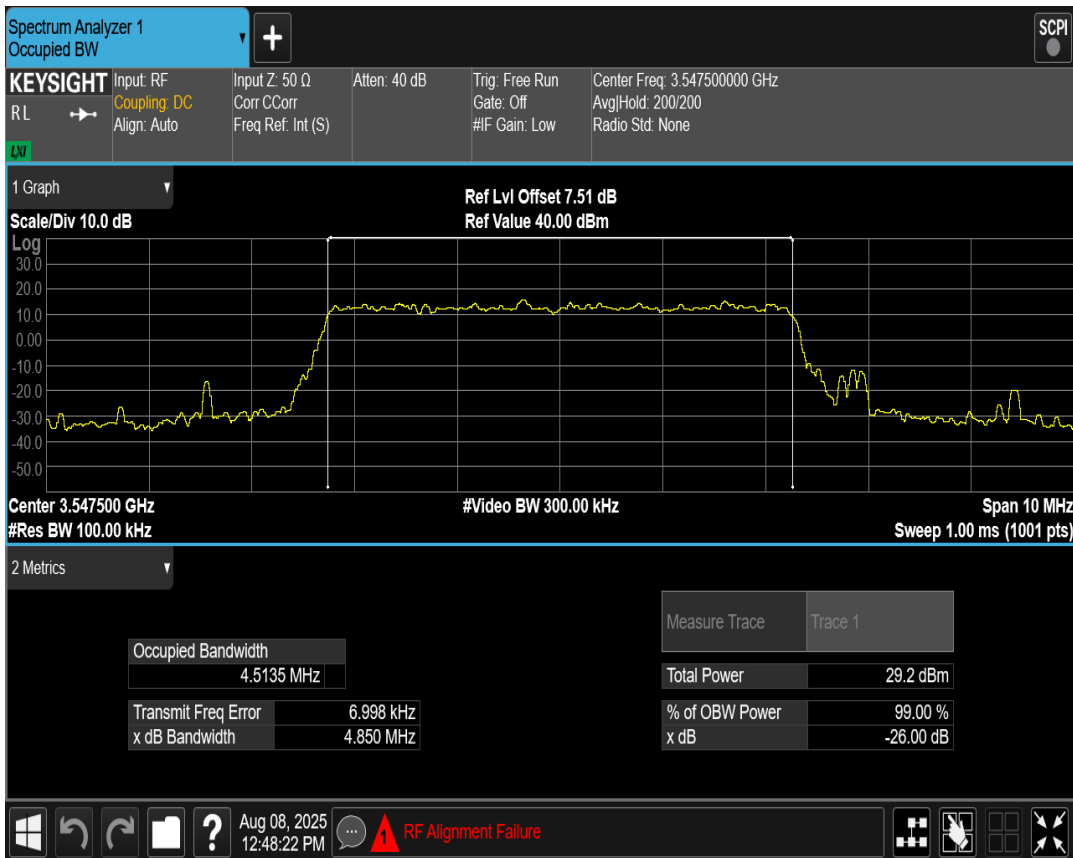 Spectrum Analyzer 1
Occupied BW
+
SCPI
KEYSIGHT
R L
LXI
Input: RF
Coupling: DC
Align: Auto
Input Z: 50 Ω
Corr CCorr
Freq Ref: Int (S)
Atten: 40 dB
Trig: Free Run
Gate: Off
#IF Gain: Low
Center Freq: 3.547500000 GHz
Avg|Hold: 200/200
Radio Std: None
1 Graph
Scale/Div 10.0 dB
Ref Lvl Offset 7.51 dB
Ref Value 40.00 dBm
Log
30.0
20.0
10.0
0.00
-10.0
-20.0
-30.0
-40.0
-50.0
Center 3.547500 GHz
#Video BW 300.00 kHz
Span 10 MHz
#Res BW 100.00 kHz
Sweep 1.00 ms (1001 pts)
2 Metrics
Measure Trace Trace 1
Occupied Bandwidth
4.5135 MHz
Total Power 29.2 dBm
Transmit Freq Error 6.998 kHz
% of OBW Power 99.00 %
x dB Bandwidth 4.850 MHz
x dB -26.00 dB
?
Aug 08, 2025
12:48:22 PM
1
RF Alignment Failure